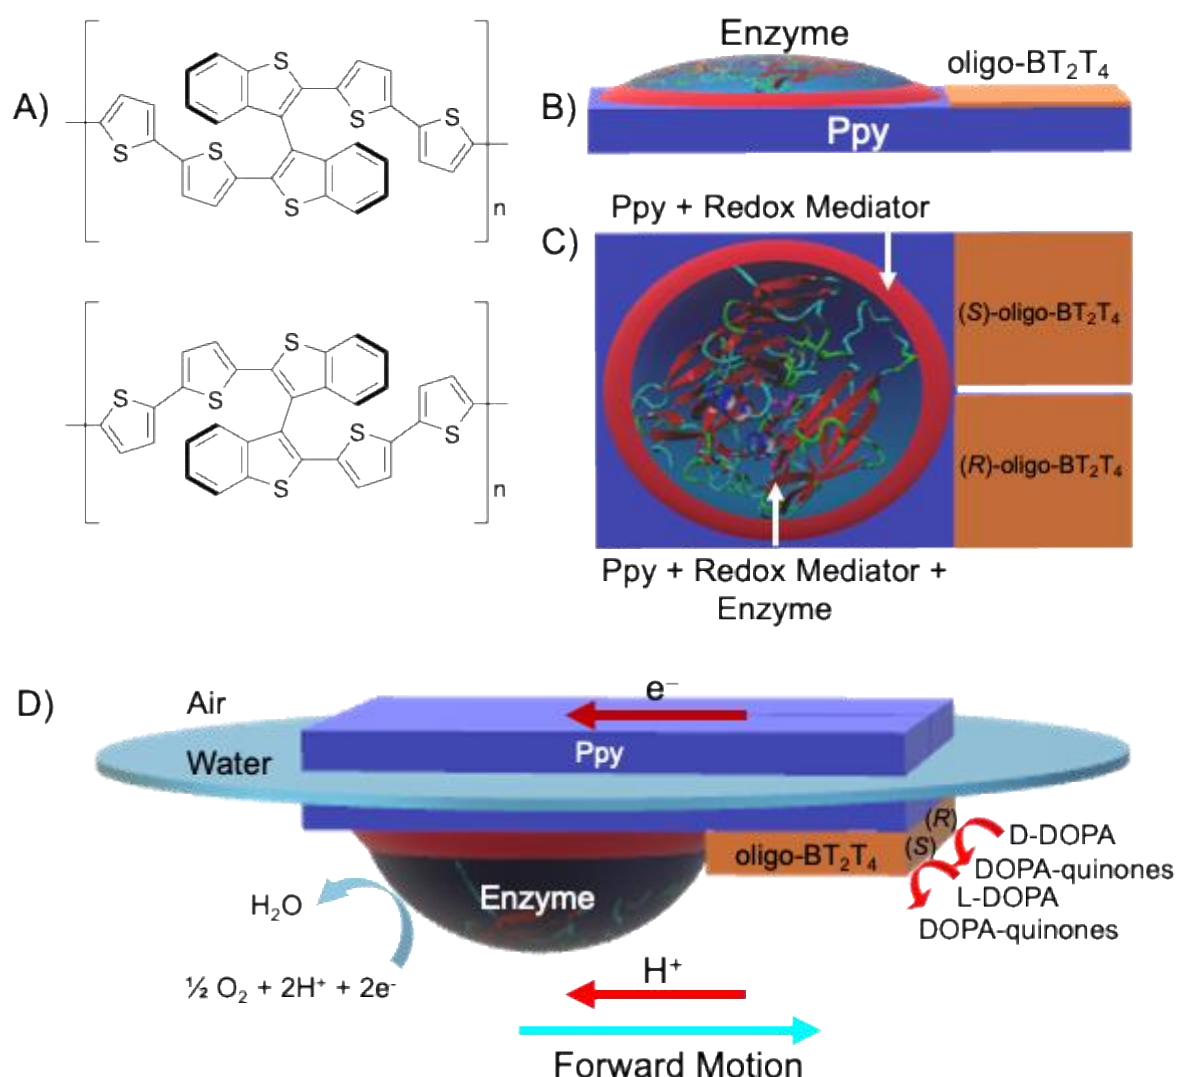 A)
S
S
S
S
S
S
n
S
S
S
S
S
S
n
B)
Enzyme
oligo-BT₂T₄
Ppy
C)
Ppy + Redox Mediator
(S)-oligo-BT₂T₄
(R)-oligo-BT₂T₄
Ppy + Redox Mediator +
Enzyme
D)
Air
e⁻
Water
Ppy
oligo-BT₂T₄
(R)
(S)
D-DOPA
DOPA-quinones
L-DOPA
DOPA-quinones
Enzyme
H₂O
½ O₂ + 2H⁺ + 2e⁻
H⁺
Forward Motion